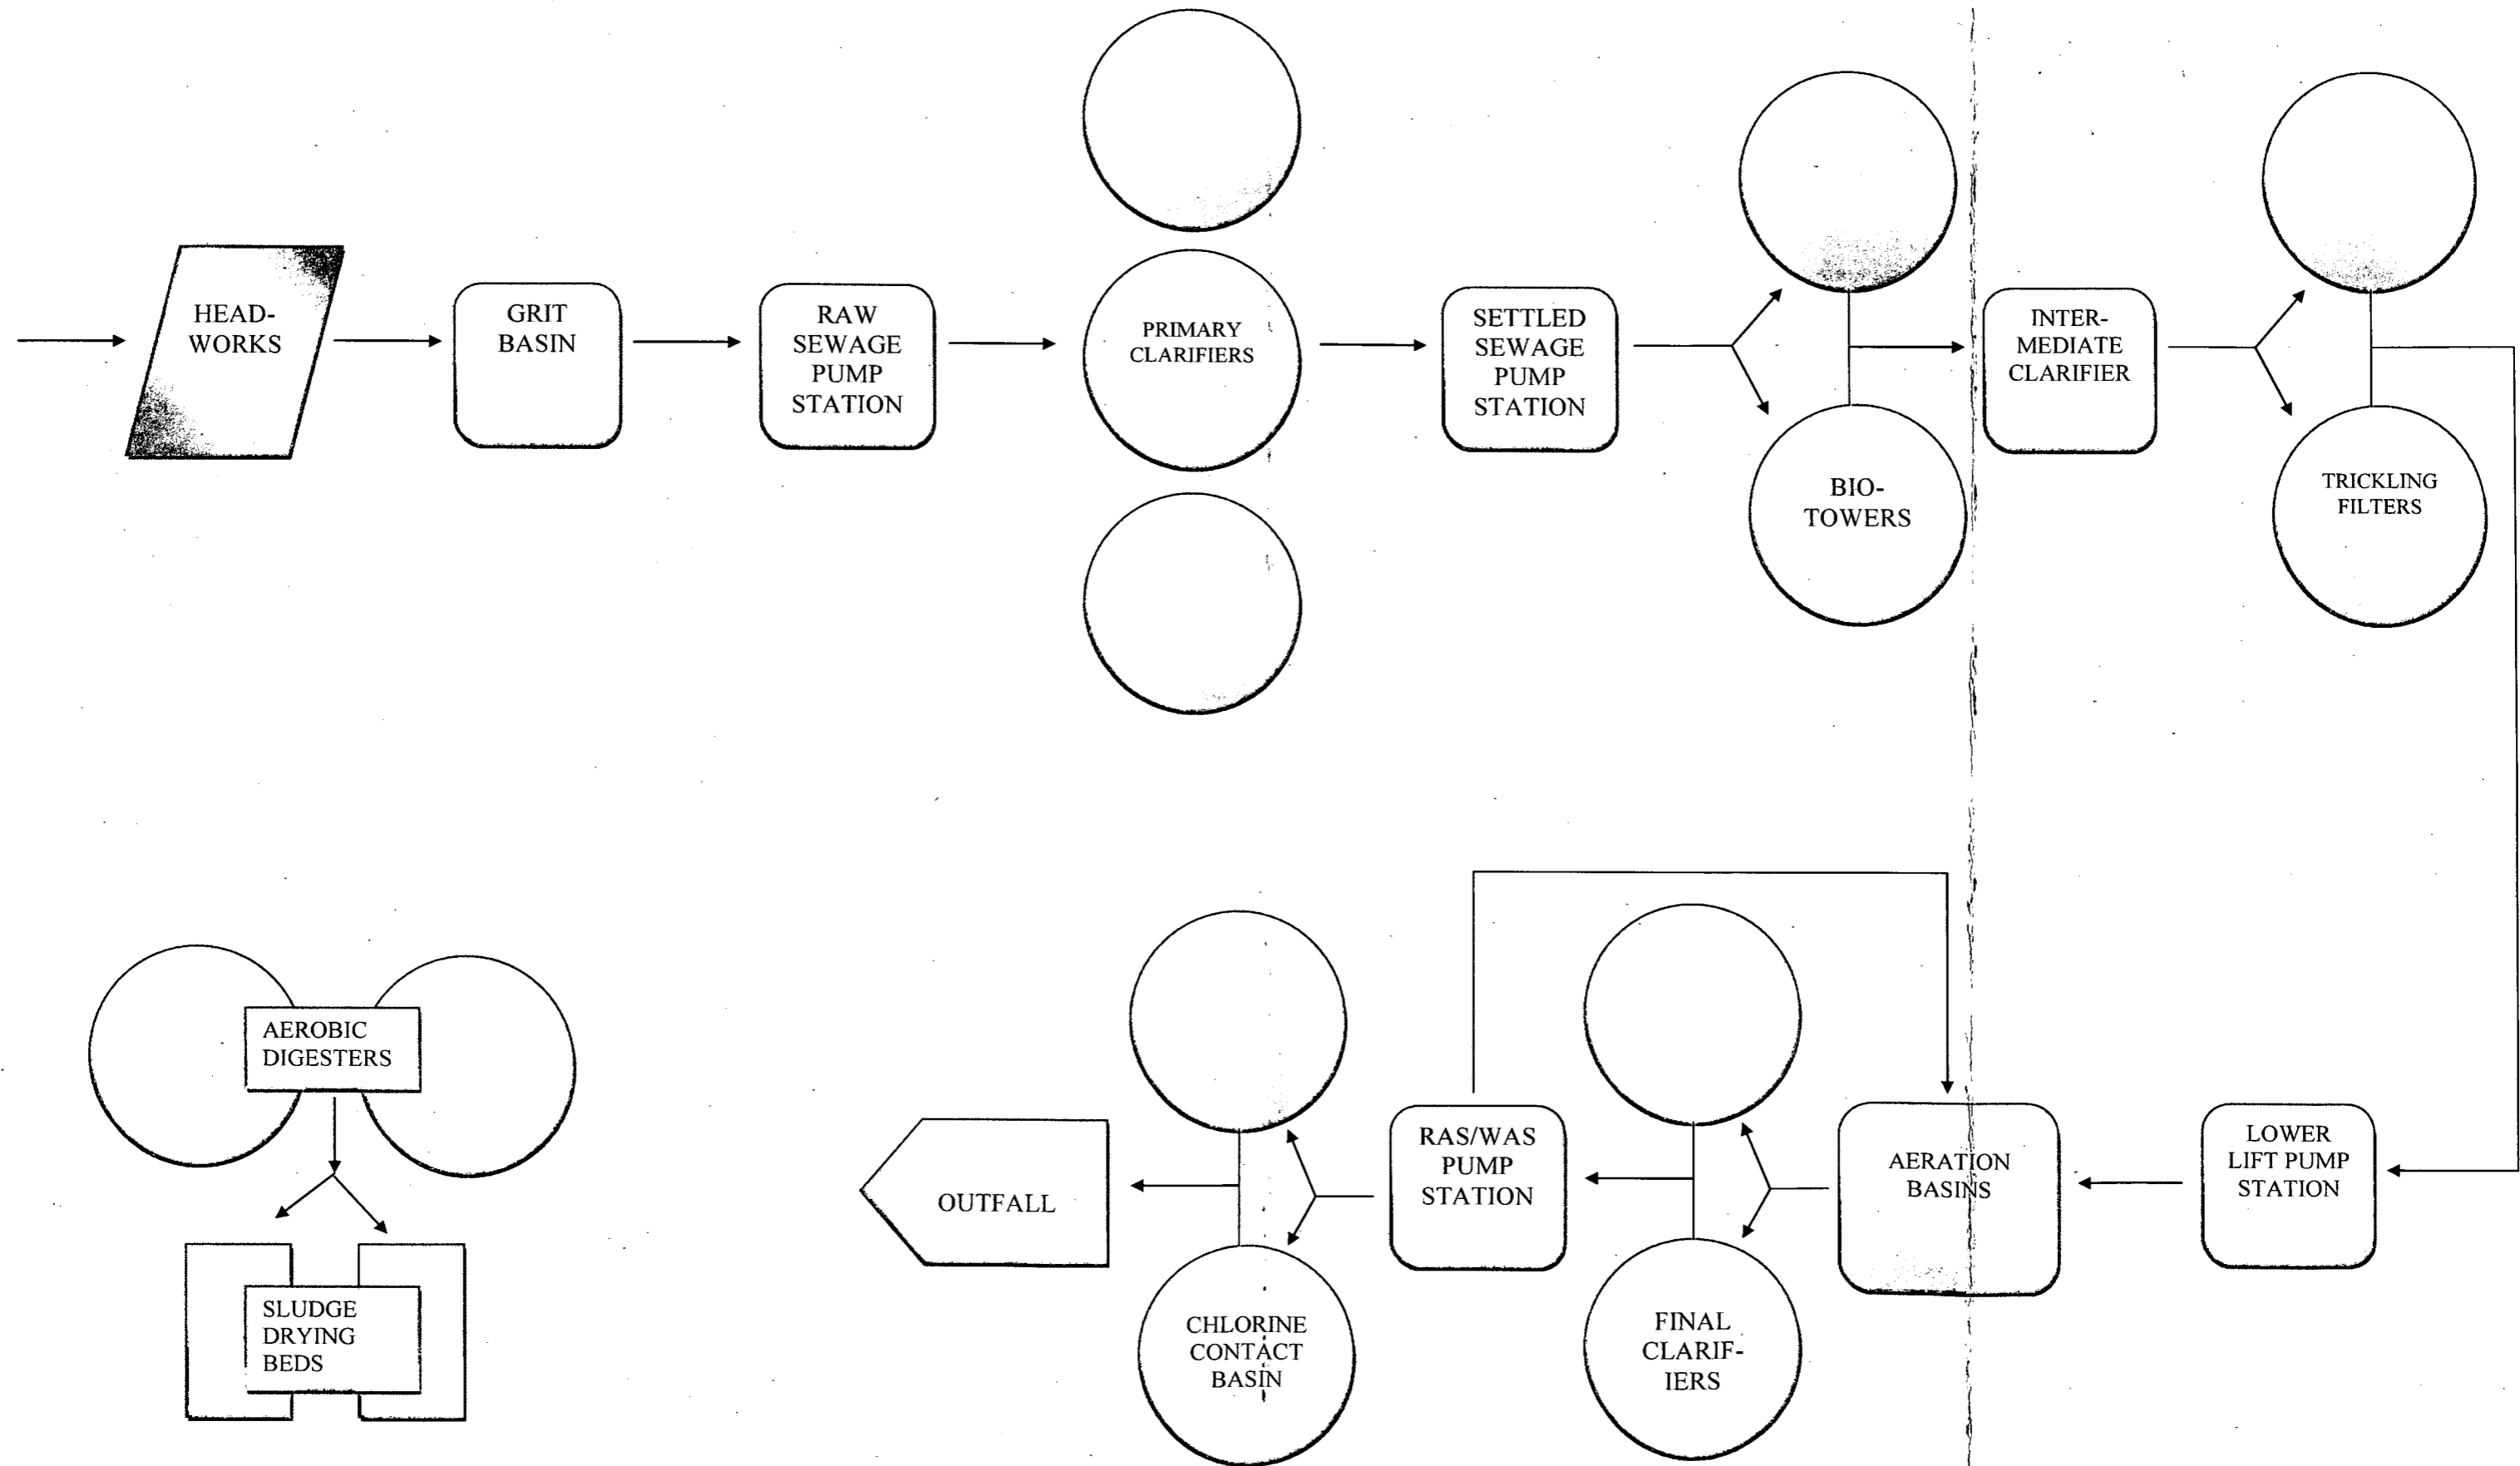 HEAD-
WORKS
GRIT
BASIN
RAW
SEWAGE
PUMP
STATION
PRIMARY
CLARIFIERS
SETTLED
SEWAGE
PUMP
STATION
BIO-
TOWERS
INTER-
MEDIATE
CLARIFIER
TRICKLING
FILTERS
LOWER
LIFT PUMP
STATION
AERATION
BASINS
FINAL
CLARIF-
IERS
RAS/WAS
PUMP
STATION
CHLORINE
CONTACT
BASIN
OUTFALL
AEROBIC
DIGESTERS
SLUDGE
DRYING
BEDS